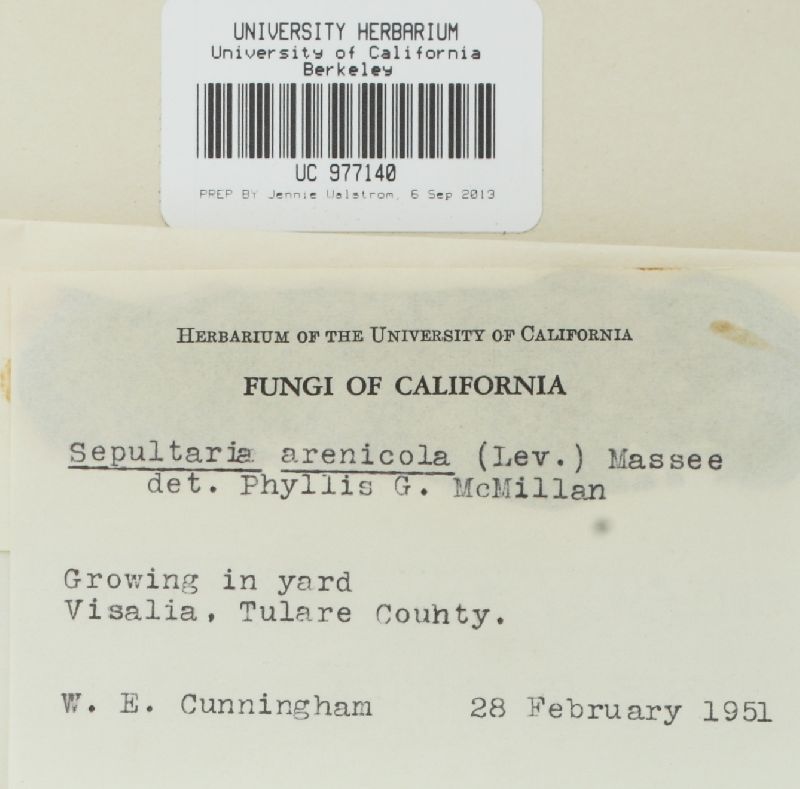 UNIVERSITY HERBARIUM
University of California
Berkeley
UC 977140
PREP BY Jennie Walstrom, 6 Sep 2013
HERBARIUM OF THE UNIVERSITY OF CALIFORNIA
FUNGI OF CALIFORNIA
Sepultaria arenicola (Lev.) Massee
det. Phyllis G. McMillan
Growing in yard
Visalia, Tulare Couhty.
W. E. Cunningham 28 February 1951